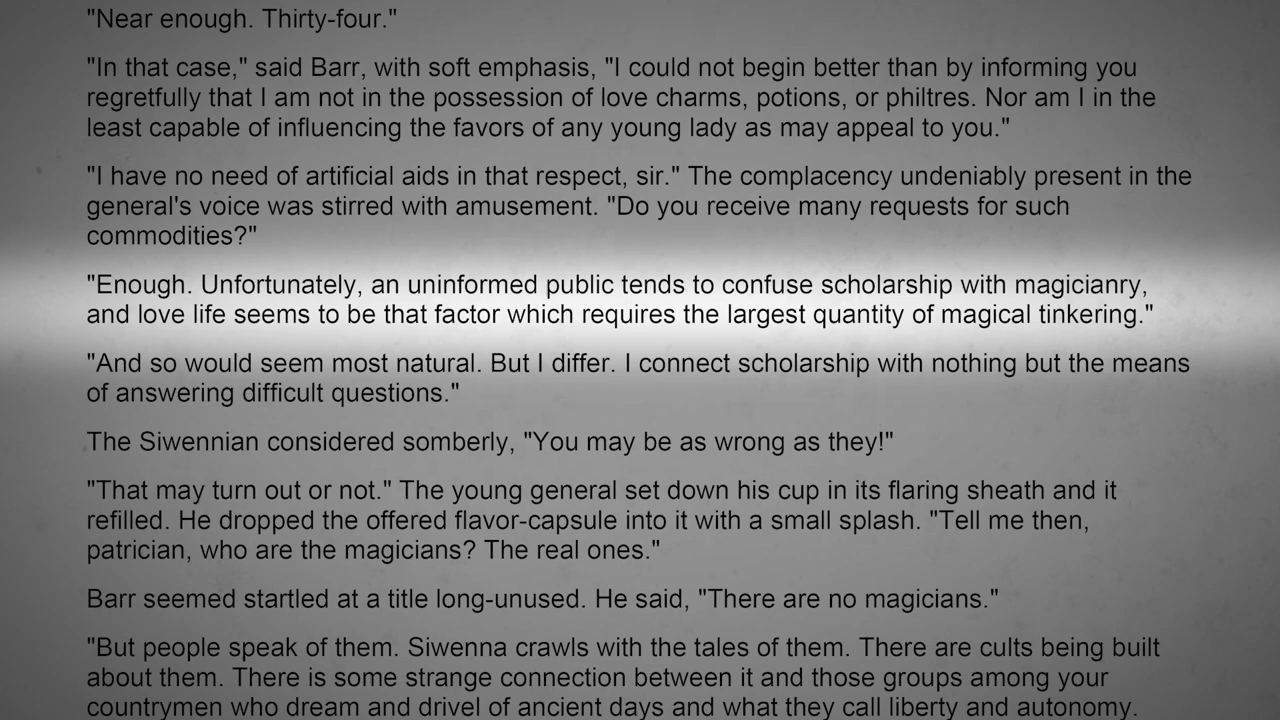 "Near enough. Thirty-four."
"In that case," said Barr, with soft emphasis, "I could not begin better than by informing you
regretfully that I am not in the possession of love charms, potions, or philtres. Nor am I in the
least capable of influencing the favors of any young lady as may appeal to you."
"I have no need of artificial aids in that respect, sir." The complacency undeniably present in the
general's voice was stirred with amusement. "Do you receive many requests for such
commodities?"
"Enough. Unfortunately, an uninformed public tends to confuse scholarship with magicianry,
and love life seems to be that factor which requires the largest quantity of magical tinkering."
"And so would seem most natural. But I differ. I connect scholarship with nothing but the means
of answering difficult questions."
The Siwennian considered somberly, "You may be as wrong as they!"
"That may turn out or not." The young general set down his cup in its flaring sheath and it
refilled. He dropped the offered flavor-capsule into it with a small splash. "Tell me then,
patrician, who are the magicians? The real ones."
Barr seemed startled at a title long-unused. He said, "There are no magicians."
"But people speak of them. Siwenna crawls with the tales of them. There are cults being built
about them. There is some strange connection between it and those groups among your
countrymen who dream and drivel of ancient days and what they call liberty and autonomy.